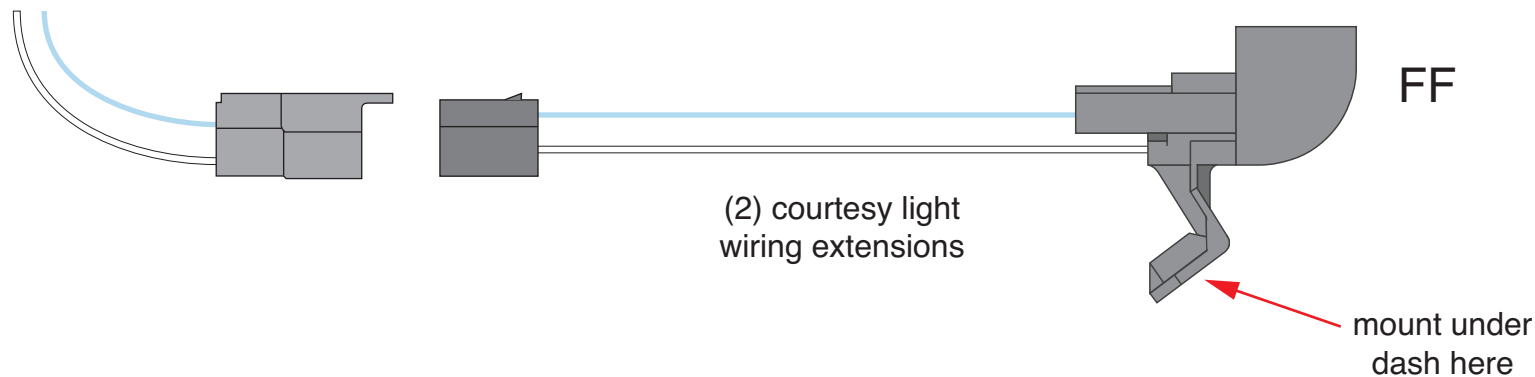 FF
(2) courtesy light
wiring extensions
mount under
dash here